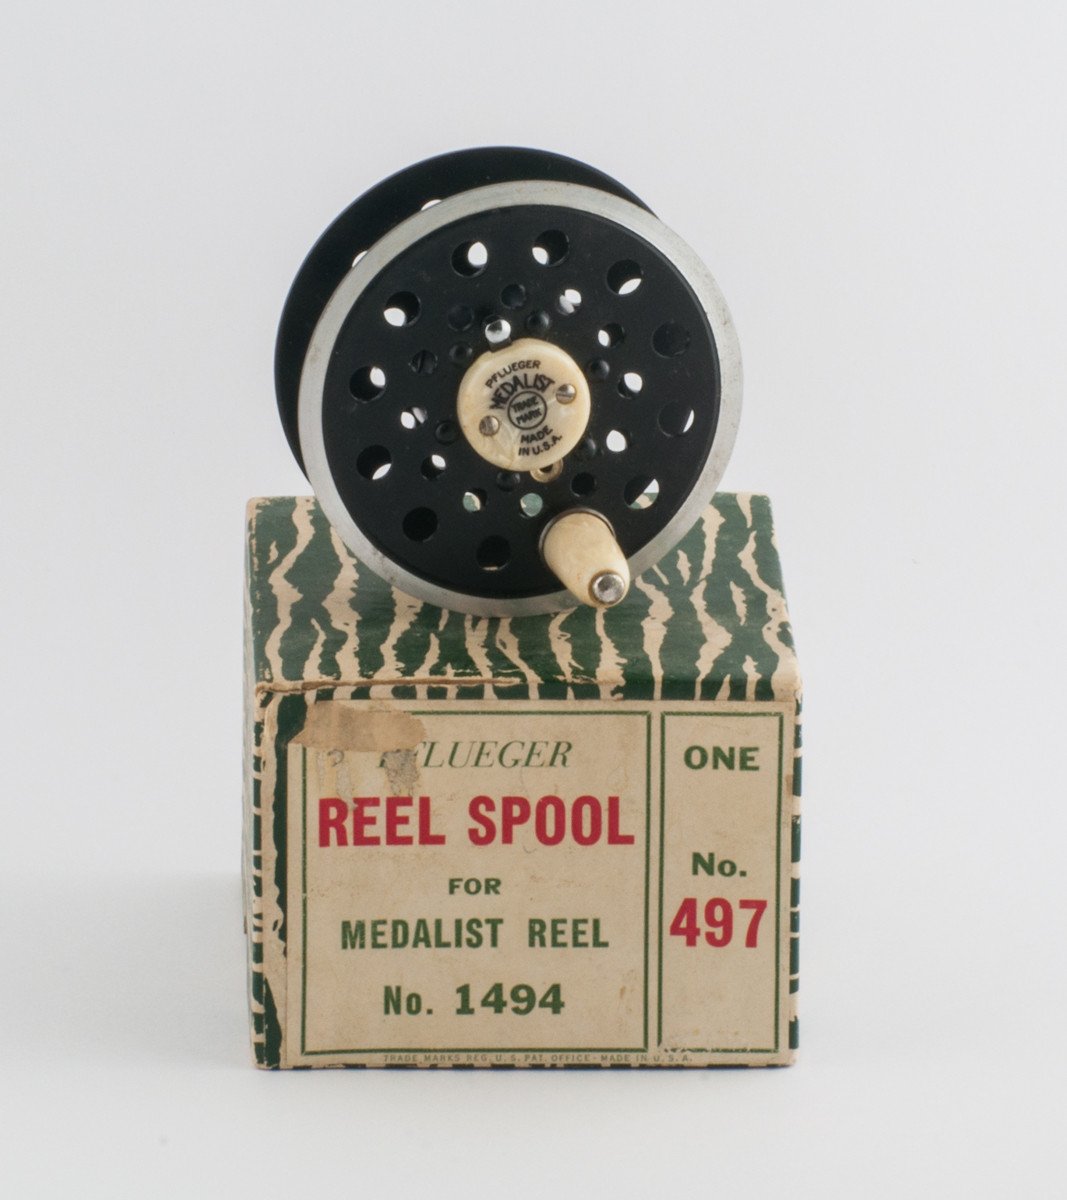 PFLUEGER
MEDALIST
TRADE
MARK
MADE
IN U.S.A.
PFLUEGER
REEL SPOOL
FOR
MEDALIST REEL
No. 1494
ONE
No.
497
TRADE MARKS REG. U.S. PAT. OFFICE - MADE IN U.S.A.